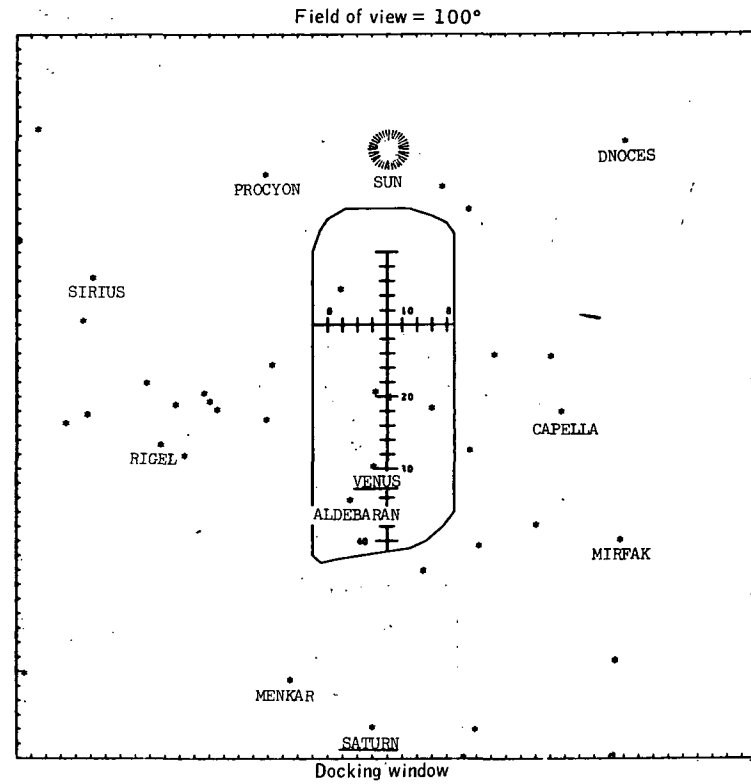 Field of view = 100°
DNOCES
PROCYON
SUN
SIRIUS
10
20
CAPELLA
RIGEL
10
VENUS
ALDEBARAN
40
MIRFAK
MENKAR
SATURN
Docking window